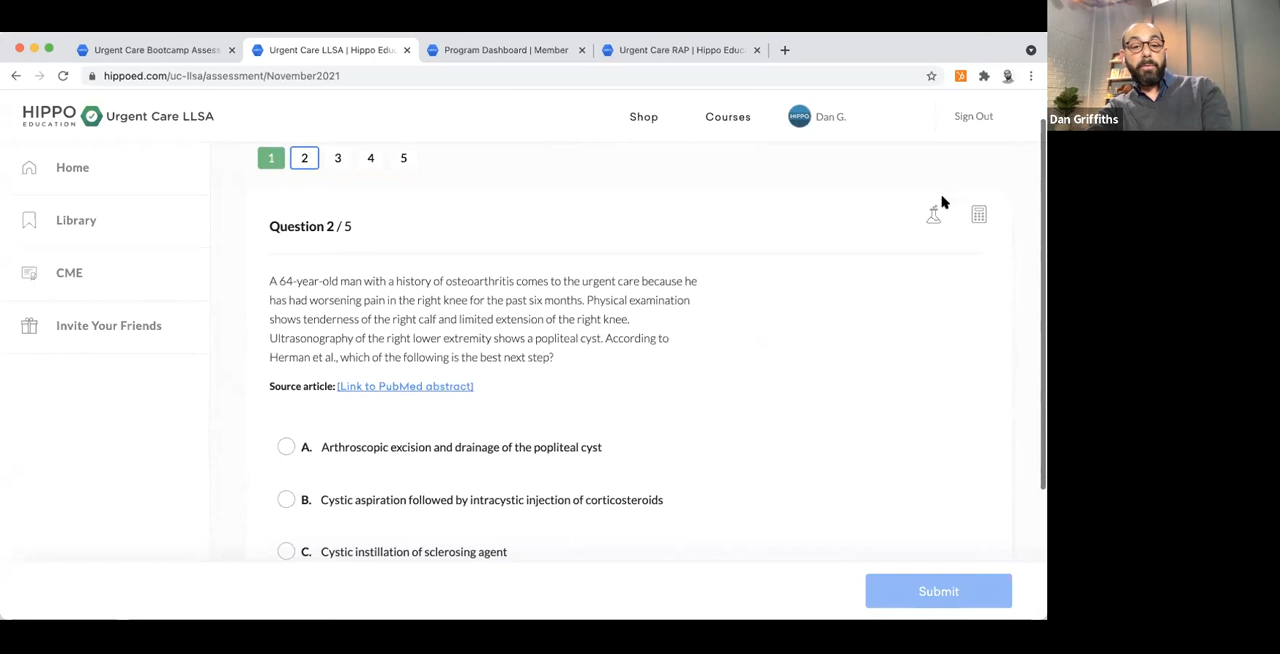 Urgent Care Bootcamp Assess
Urgent Care LLSA | Hippo Educ
Program Dashboard | Member
Urgent Care RAP | Hippo Educ
hippoed.com/uc-llsa/assessment/November2021
HIPPO EDUCATION Urgent Care LLSA
Shop
Courses
HIPPO
Dan G.
Sign Out
Dan Griffiths
Home
Library
CME
Invite Your Friends
1 2 3 4 5
Question 2 / 5
A 64-year-old man with a history of osteoarthritis comes to the urgent care because he
has had worsening pain in the right knee for the past six months. Physical examination
shows tenderness of the right calf and limited extension of the right knee.
Ultrasonography of the right lower extremity shows a popliteal cyst. According to
Herman et al., which of the following is the best next step?
Source article: [Link to PubMed abstract]
A. Arthroscopic excision and drainage of the popliteal cyst
B. Cystic aspiration followed by intracystic injection of corticosteroids
C. Cystic instillation of sclerosing agent
Submit